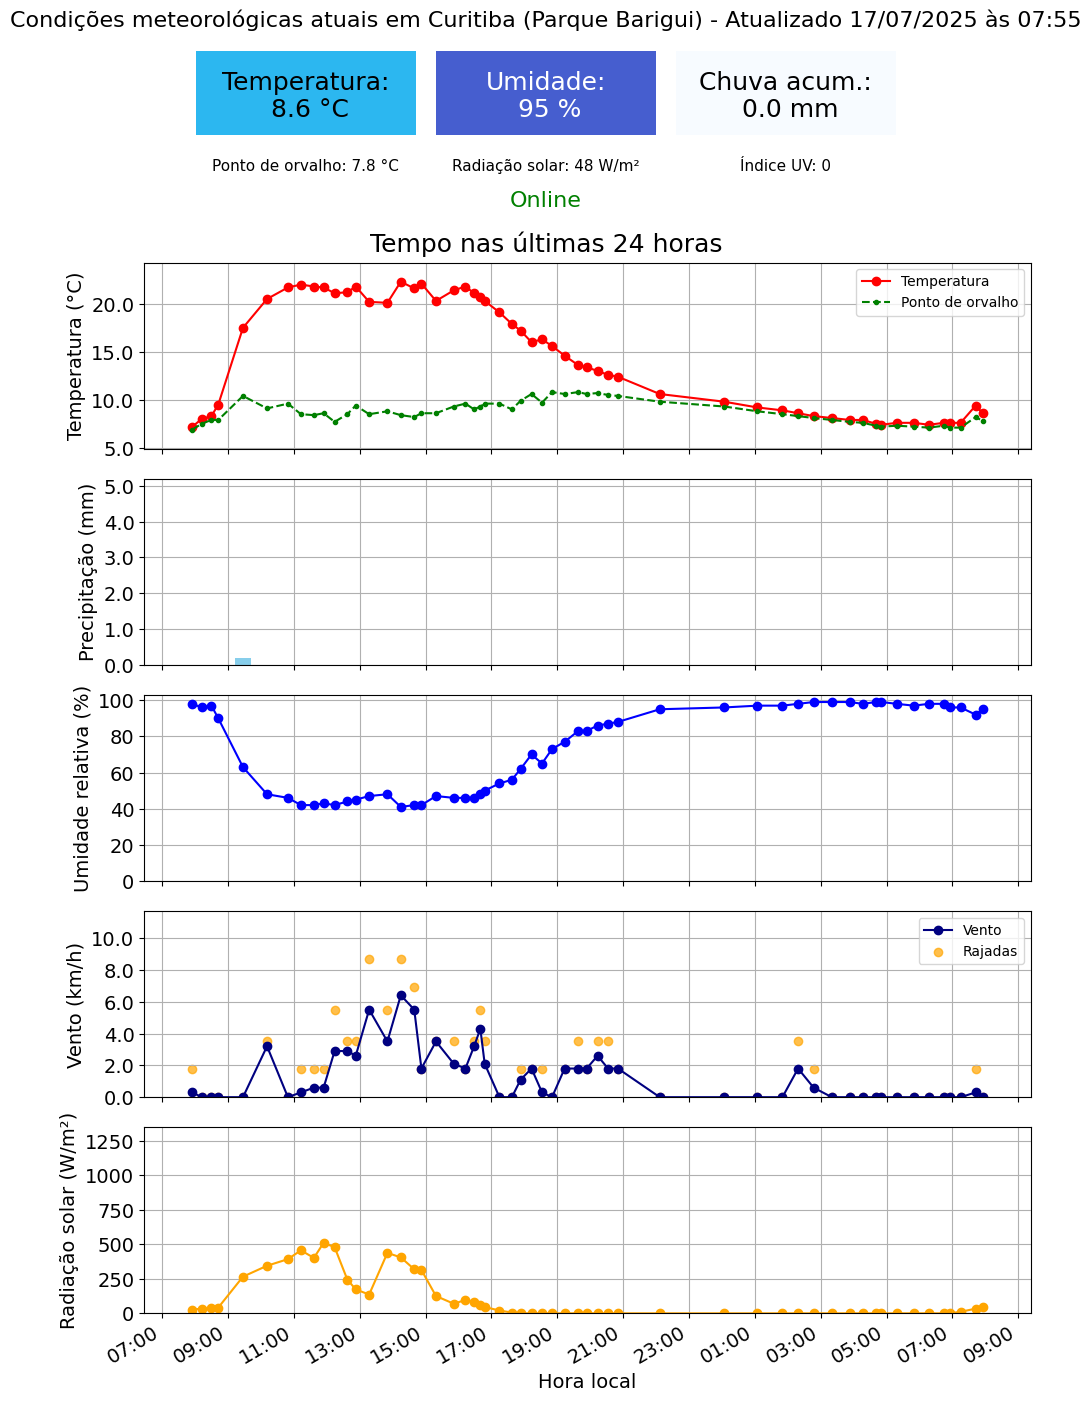 Condições meteorológicas atuais em Curitiba (Parque Barigui) - Atualizado 17/07/2025 às 07:55
Temperatura:
8.6 °C
Umidade:
95 %
Chuva acum.:
0.0 mm
Ponto de orvalho: 7.8 °C
Radiação solar: 48 W/m²
Índice UV: 0
Online
Tempo nas últimas 24 horas
Temperatura (°C)
20.0
15.0
10.0
5.0
Temperatura
Ponto de orvalho
Precipitação (mm)
5.0
4.0
3.0
2.0
1.0
0.0
Umidade relativa (%)
100
80
60
40
20
0
Vento (km/h)
10.0
8.0
6.0
4.0
2.0
0.0
Vento
Rajadas
Radiação solar (W/m²)
1250
1000
750
500
250
0
07:00
09:00
11:00
13:00
15:00
17:00
19:00
21:00
23:00
01:00
03:00
05:00
07:00
09:00
Hora local